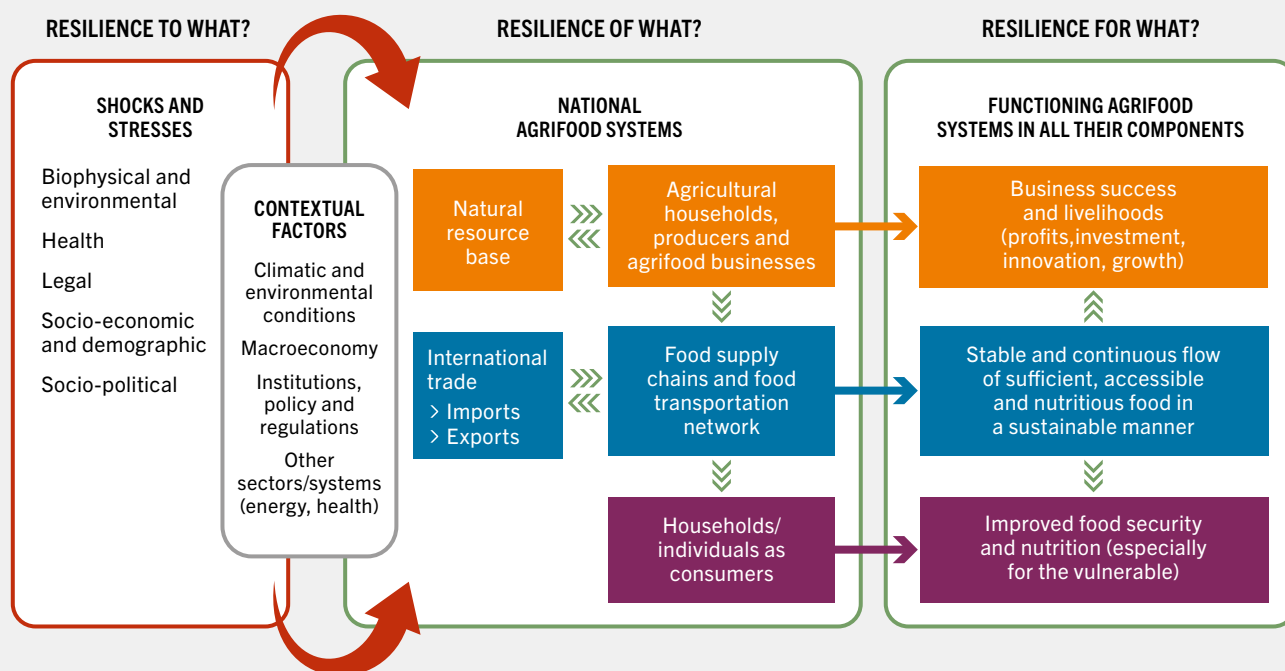 RESILIENCE TO WHAT?
SHOCKS AND
STRESSES
Biophysical and
environmental
Health
Legal
Socio-economic
and demographic
Socio-political
CONTEXTUAL
FACTORS
Climatic and
environmental
conditions
Macroeconomy
Institutions,
policy and
regulations
Other
sectors/systems
(energy, health)
RESILIENCE OF WHAT?
NATIONAL
AGRIFOOD SYSTEMS
Natural
resource
base
Agricultural
households,
producers and
agrifood businesses
International
trade
> Imports
> Exports
Food supply
chains and food
transportation
network
Households/
individuals as
consumers
RESILIENCE FOR WHAT?
FUNCTIONING AGRIFOOD
SYSTEMS IN ALL THEIR COMPONENTS
Business success
and livelihoods
(profits,investment,
innovation, growth)
Stable and continuous flow
of sufficient, accessible
and nutritious food in
a sustainable manner
Improved food security
and nutrition (especially
for the vulnerable)